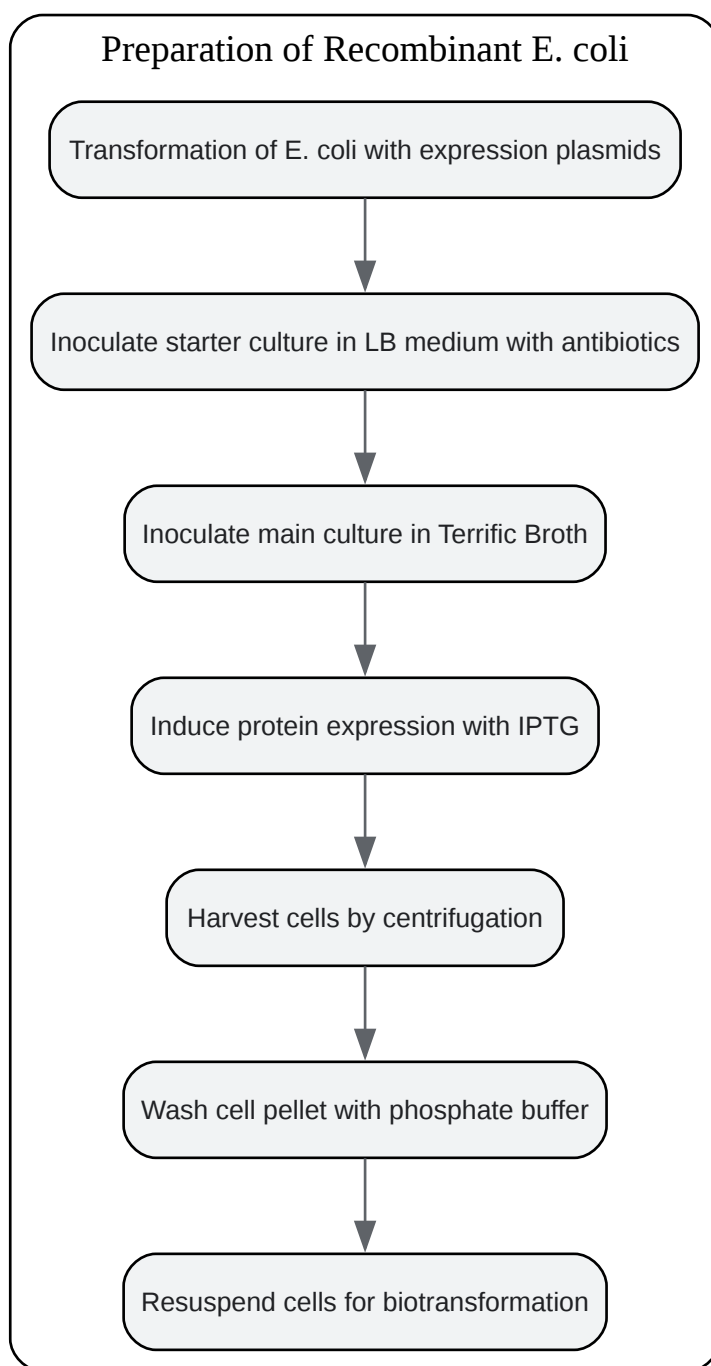 Preparation of Recombinant E. coli
Transformation of E. coli with expression plasmids
Inoculate starter culture in LB medium with antibiotics
Inoculate main culture in Terrific Broth
Induce protein expression with IPTG
Harvest cells by centrifugation
Wash cell pellet with phosphate buffer
Resuspend cells for biotransformation